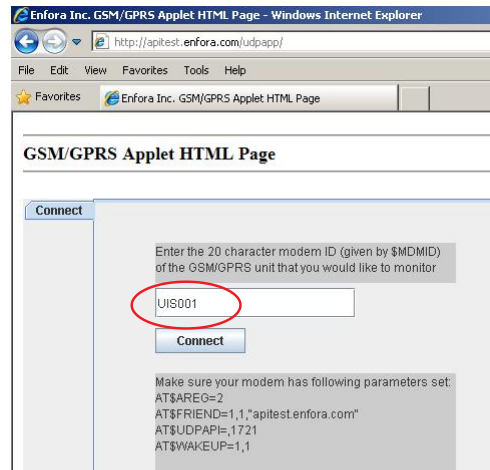 Enfora Inc. GSM/GPRS Applet HTML Page - Windows Internet Explorer
http://apitest.enfora.com/udpapp/
File Edit View Favorites Tools Help
Favorites Enfora Inc. GSM/GPRS Applet HTML Page
GSM/GPRS Applet HTML Page
Connect
Enter the 20 character modem ID (given by $MDMID)
of the GSM/GPRS unit that you would like to monitor
UIS001
Connect
Make sure your modem has following parameters set:
AT$AREG=2
AT$FRIEND=1,1,"apitest.enfora.com"
AT$UDPAPI=,1721
AT$WAKEUP=1,1